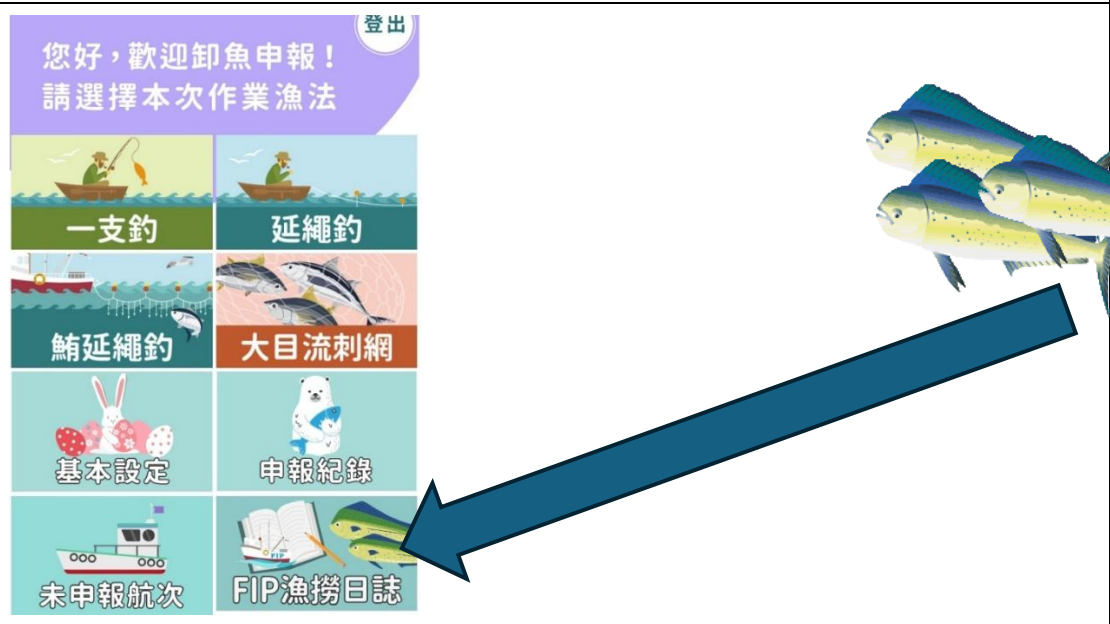 登出
您好，歡迎卸魚申報！
請選擇本次作業漁法
一支釣
延繩釣
鮪延繩釣
大目流刺網
基本設定
申報紀錄
FIP
未申報航次
FIP漁撈日誌